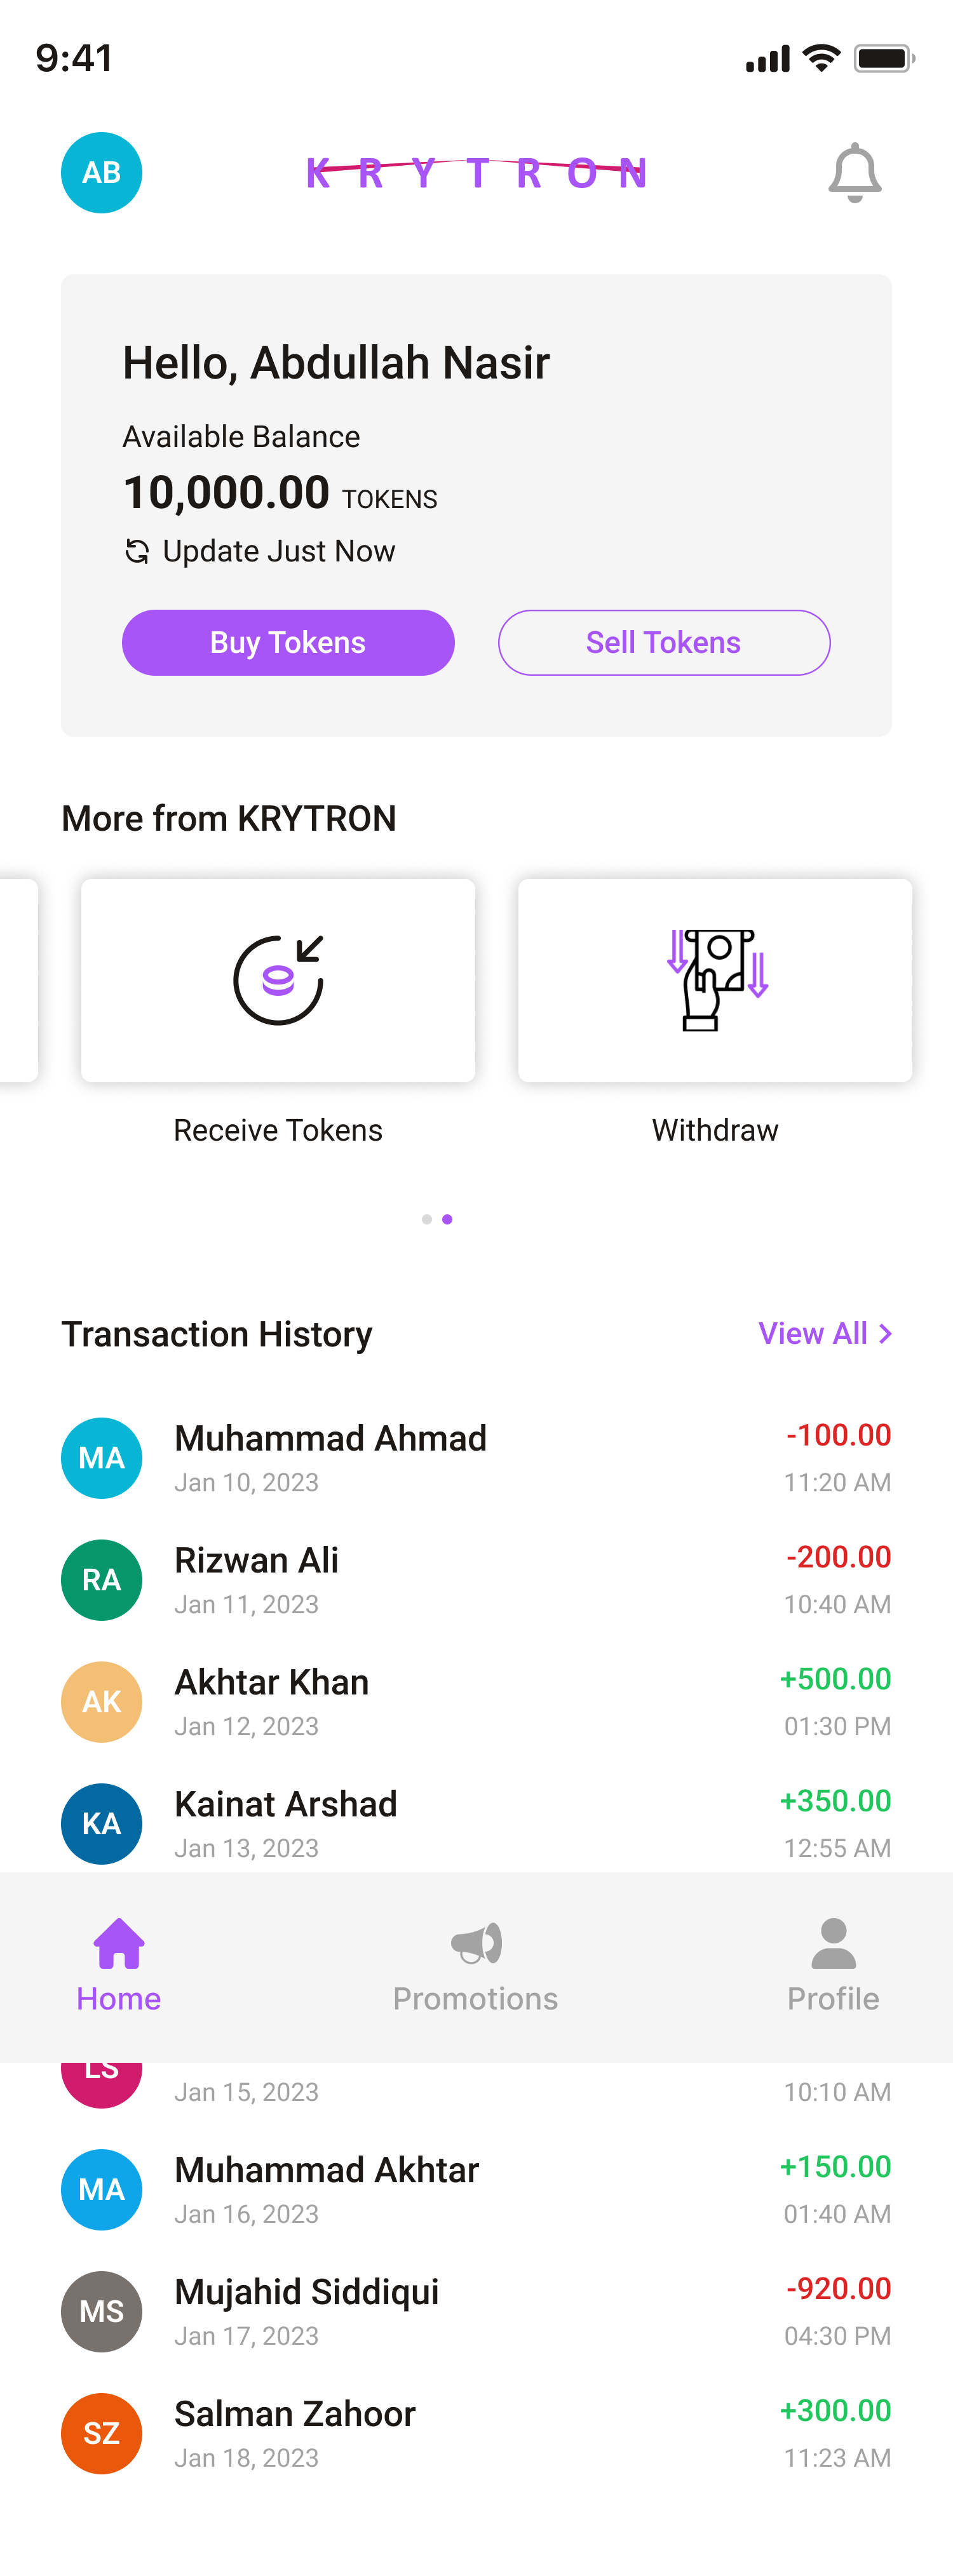 9:41
AB
KRYTRON
Hello, Abdullah Nasir
Available Balance
10,000.00 TOKENS
Update Just Now
Buy Tokens
Sell Tokens
More from KRYTRON
Receive Tokens
Withdraw
Transaction History
View All
MA
Muhammad Ahmad
-100.00
Jan 10, 2023
11:20 AM
RA
Rizwan Ali
-200.00
Jan 11, 2023
10:40 AM
AK
Akhtar Khan
+500.00
Jan 12, 2023
01:30 PM
KA
Kainat Arshad
+350.00
Jan 13, 2023
12:55 AM
Home
Promotions
Profile
LS
Jan 15, 2023
10:10 AM
MA
Muhammad Akhtar
+150.00
Jan 16, 2023
01:40 AM
MS
Mujahid Siddiqui
-920.00
Jan 17, 2023
04:30 PM
SZ
Salman Zahoor
+300.00
Jan 18, 2023
11:23 AM